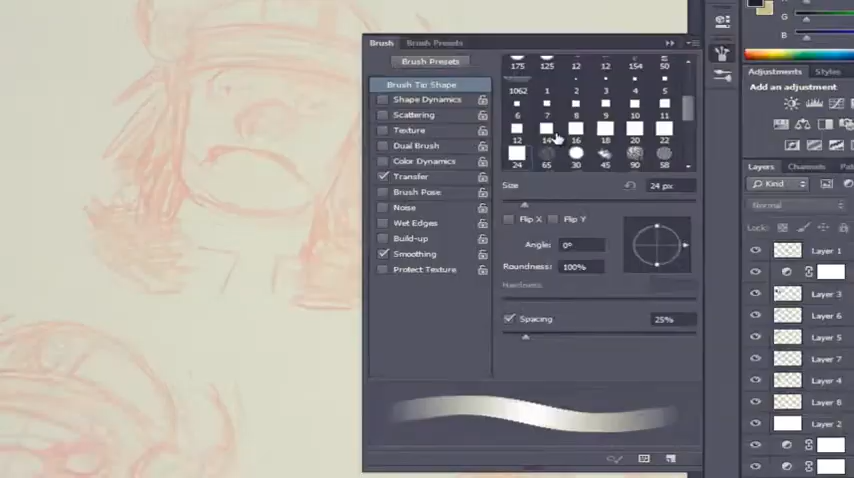 Brush Brush Presets
Brush Presets
Brush Tip Shape
Shape Dynamics
Scattering
Texture
Dual Brush
Color Dynamics
Transfer
Brush Pose
Noise
Wet Edges
Build-up
Smoothing
Protect Texture
175 125 12 12 154 50
1062 1 2 3 4 5
6 7 8 9 10 11
12 14 16 18 20 22
24 65 30 45 90 58
Size 24 px
Flip X Flip Y
Angle: 0°
Roundness: 100%
Hardness:
Spacing 25%
G
B
Adjustments Styles
Add an adjustment
Layers Channels
Kind
Normal
Lock:
Layer 1
Layer 3
Layer 6
Layer 5
Layer 7
Layer 4
Layer 8
Layer 2